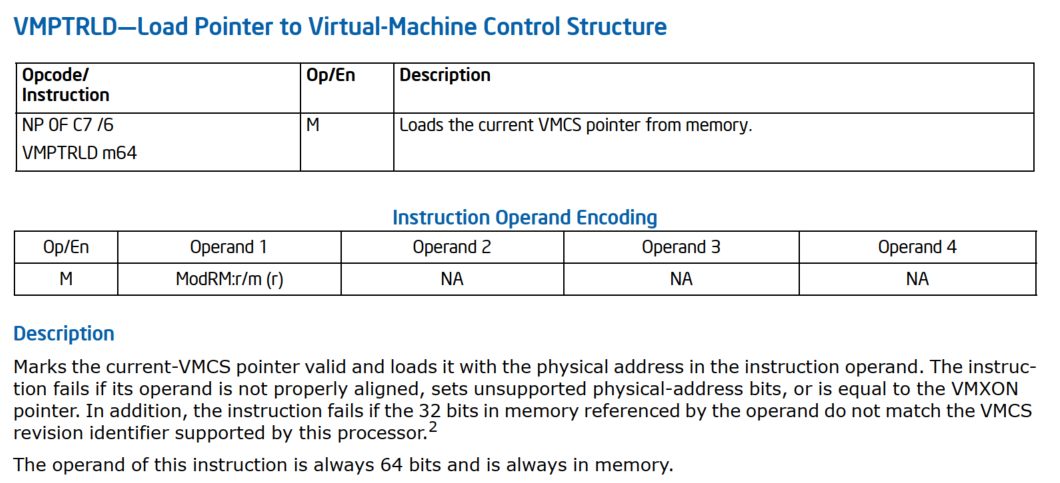 VMPTRLD—Load Pointer to Virtual-Machine Control Structure
Opcode/
Instruction
Op/En
Description
NP 0F C7 /6
VMPTRLD m64
M
Loads the current VMCS pointer from memory.
Instruction Operand Encoding
Op/En Operand 1 Operand 2 Operand 3 Operand 4
M ModRM:r/m (r) NA NA NA
Description
Marks the current-VMCS pointer valid and loads it with the physical address in the instruction operand. The instruc-
tion fails if its operand is not properly aligned, sets unsupported physical-address bits, or is equal to the VMXON
pointer. In addition, the instruction fails if the 32 bits in memory referenced by the operand do not match the VMCS
revision identifier supported by this processor.2
The operand of this instruction is always 64 bits and is always in memory.